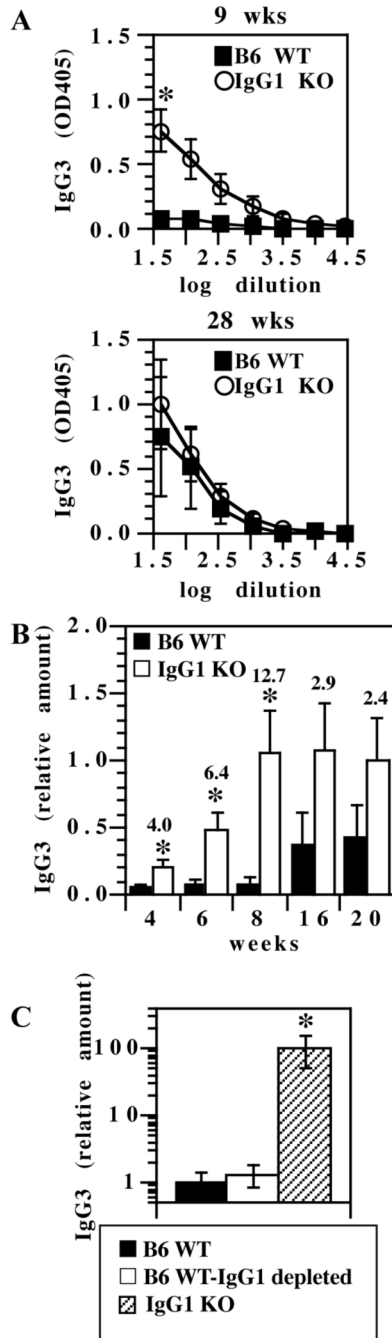 A
9 wks
IgG3 (OD405)
1.5
1.0
0.5
0.0
B6 WT
IgG1 KO
*
1.5 2.5 3.5 4.5
log dilution
28 wks
IgG3 (OD405)
1.5
1.0
0.5
0.0
B6 WT
IgG1 KO
1.5 2.5 3.5 4.5
log dilution
B
IgG3 (relative amount)
2.0
1.5
1.0
0.5
0.0
B6 WT
IgG1 KO
4.0
*
6.4
*
12.7
*
2.9
2.4
4 6 8 16 20
weeks
C
IgG3 (relative amount)
100
10
1
*
B6 WT
B6 WT-IgG1 depleted
IgG1 KO